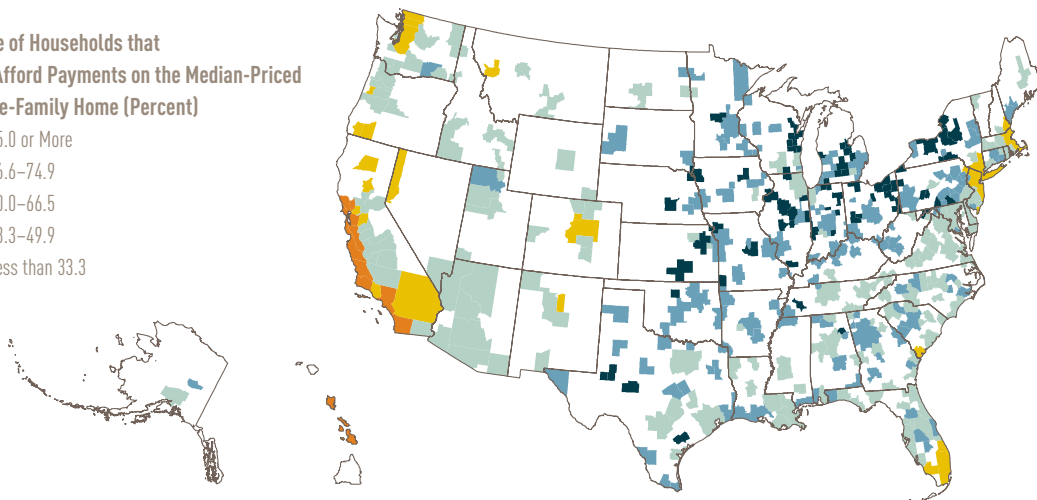 e of Households that
Afford Payments on the Median-Priced
e-Family Home (Percent)
5.0 or More
6.6–74.9
0.0–66.5
3.3–49.9
ess than 33.3